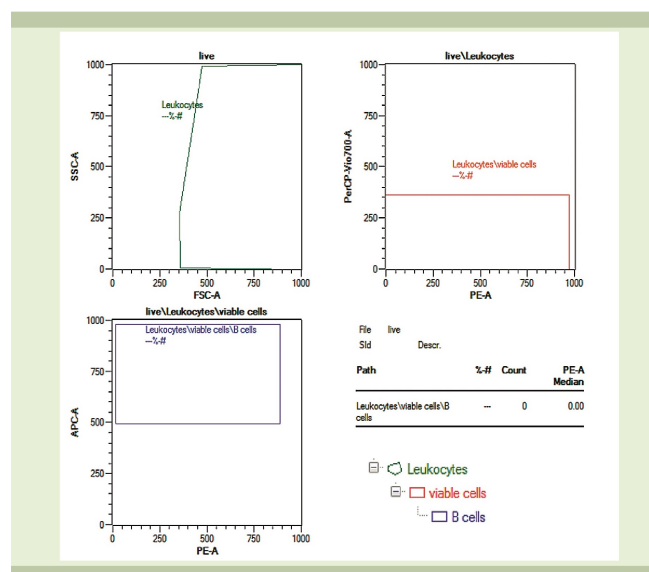 live
1000
750
500
250
0
SSC-A
Leukocytes
---%-#
0
250
500
750
1000
FSC-A
live\Leukocytes
1000
750
500
250
0
PerCP-Vio700-A
Leukocytes\viable cells
---%-#
0
250
500
750
1000
PE-A
live\Leukocytes\viable cells
1000
750
500
250
0
APC-A
Leukocytes\viable cells\B cells
---%-#
0
250
500
750
1000
PE-A
File live
SId Descr.
Path %-# Count PE-A
Median
Leukocytes\viable cells\B --- 0 0.00
cells
Leukocytes
viable cells
B cells